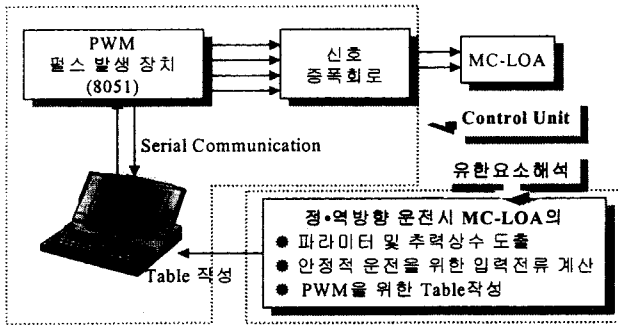 PWM
펄스 발생 장치
(8051)
신호
증폭회로
MC-LOA
Control Unit
Serial Communication
유한요소해석
정•역방향 운전시 MC-LOA의
파라미터 및 추력상수 도출
안정적 운전을 위한 입력전류 계산
PWM을 위한 Table작성
Table 작성